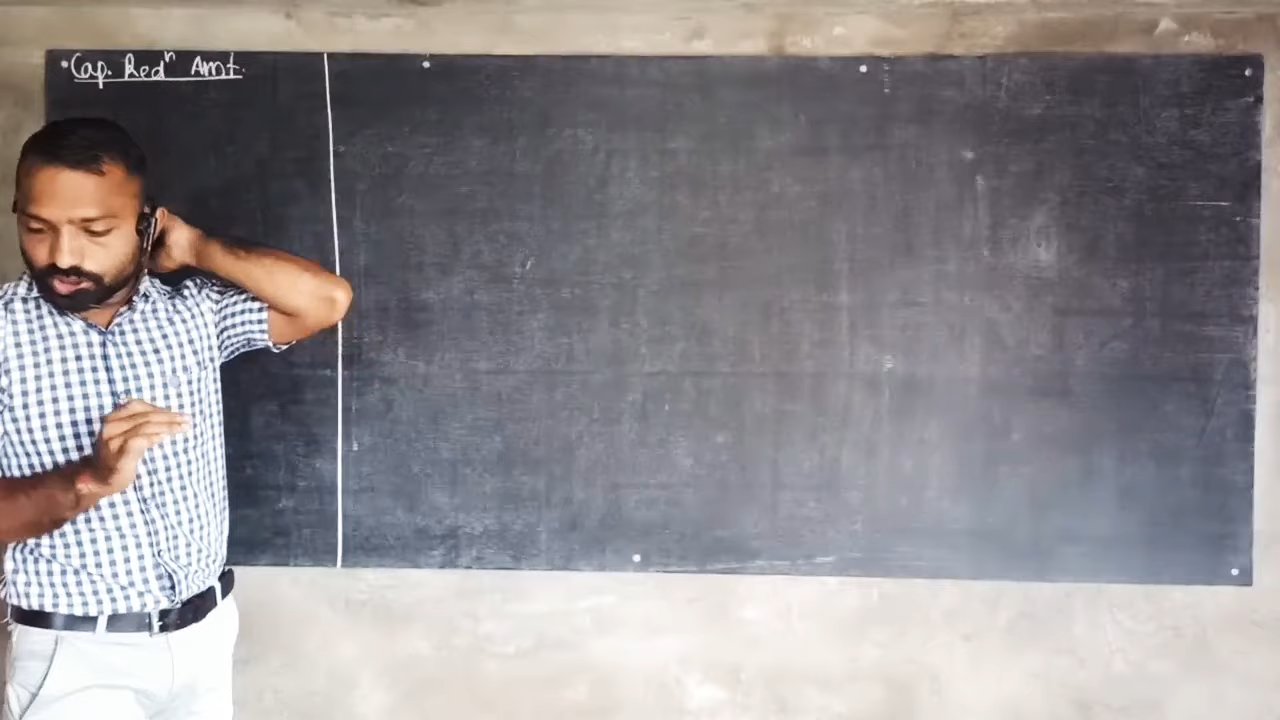 • Cap. Redⁿ Amt.